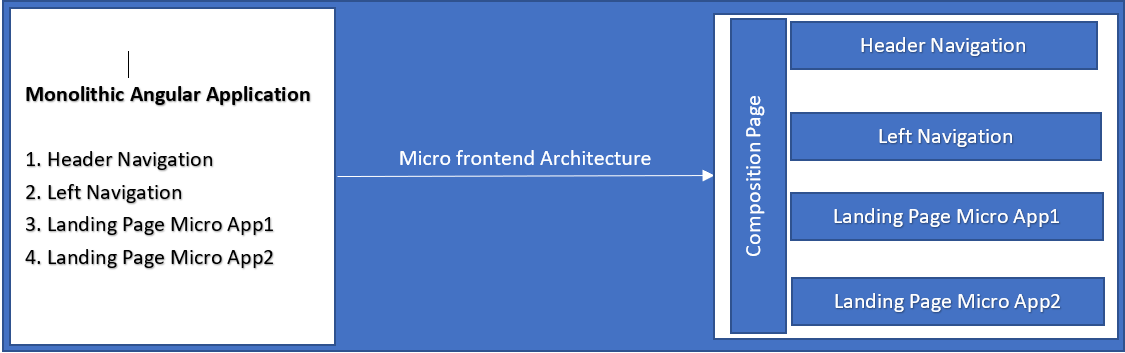 Monolithic Angular Application
1. Header Navigation
2. Left Navigation
3. Landing Page Micro App1
4. Landing Page Micro App2
Micro frontend Architecture
Composition Page
Header Navigation
Left Navigation
Landing Page Micro App1
Landing Page Micro App2